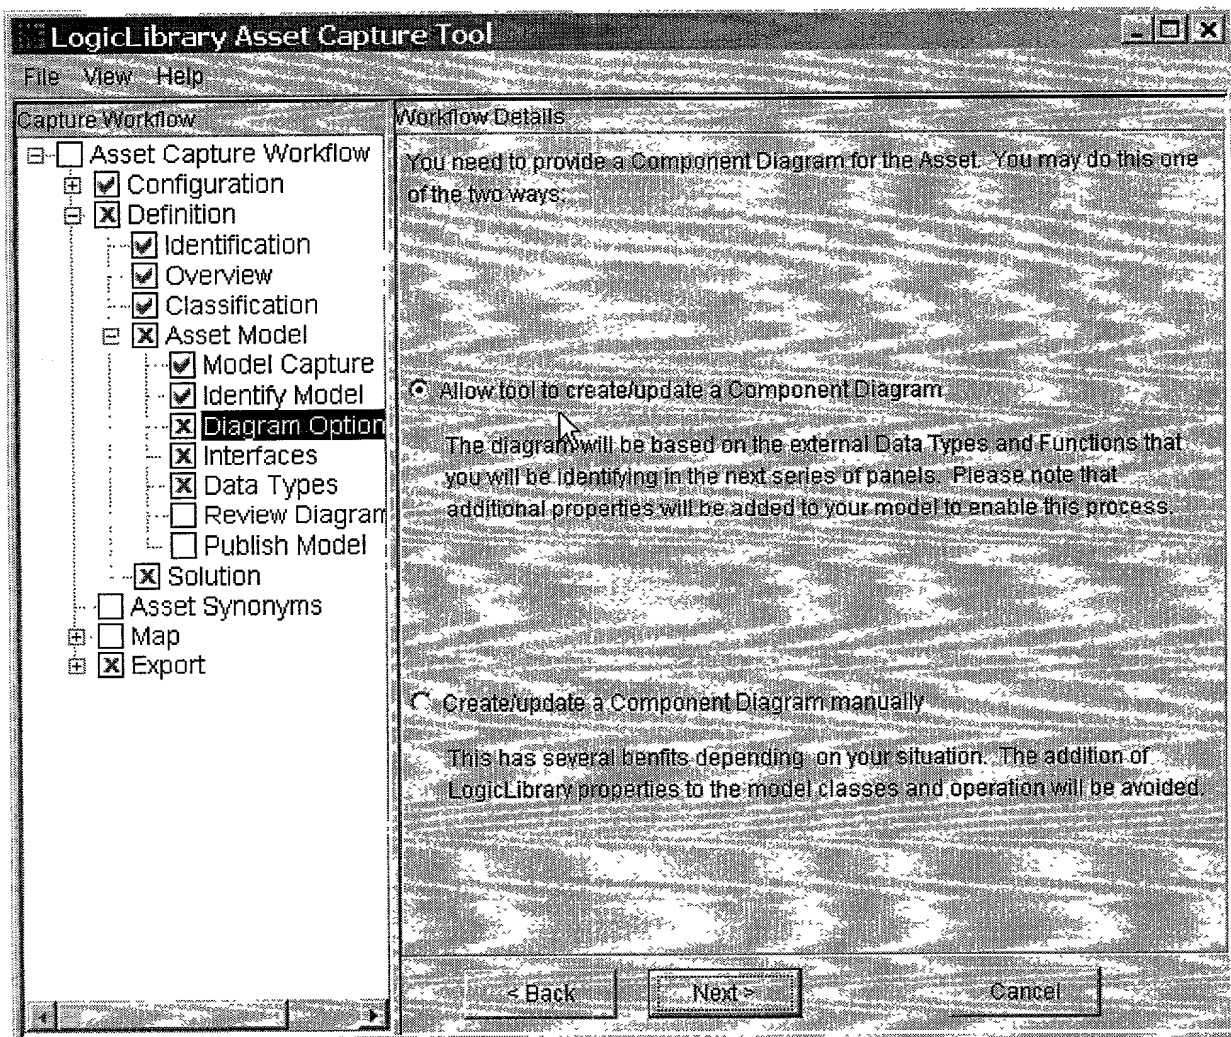 LogicLibrary Asset Capture Tool
File View Help
Capture Workflow
Asset Capture Workflow
Configuration
Definition
Identification
Overview
Classification
Asset Model
Model Capture
Identify Model
Diagram Option
Interfaces
Data Types
Review Diagram
Publish Model
Solution
Asset Synonyms
Map
Export
Workflow Details
You need to provide a Component Diagram for the Asset. You may do this one
of the two ways:
Allow tool to create/update a Component Diagram
The diagram will be based on the external Data Types and Functions that
you will be identifying in the next series of panels. Please note that
additional properties will be added to your model to enable this process.
Create/update a Component Diagram manually
This has several benfits depending on your situation. The addition of
LogicLibrary properties to the model classes and operation will be avoided.
< Back
Next >
Cancel